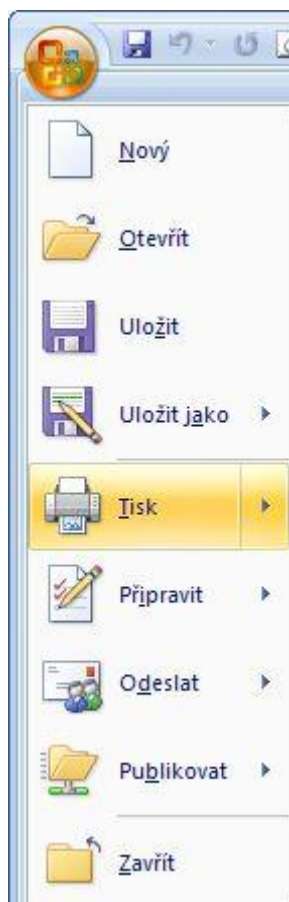 Nový
Otevřít
Uložit
Uložit jako
Tisk
Připravit
Odeslat
Publikovat
Zavřít